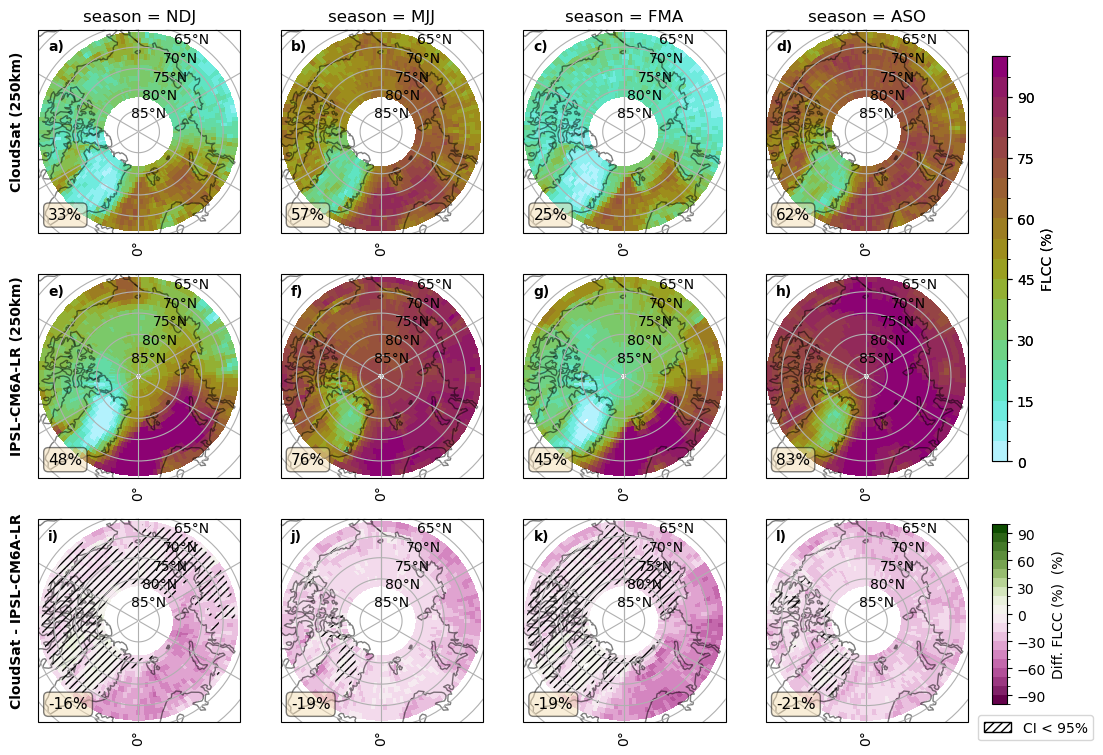 season = NDJ
season = MJJ
season = FMA
season = ASO
CloudSat (250km)
a)
65°N
70°N
75°N
80°N
85°N
33%
0°
b)
65°N
70°N
75°N
80°N
85°N
57%
0°
c)
65°N
70°N
75°N
80°N
85°N
25%
0°
d)
65°N
70°N
75°N
80°N
85°N
62%
0°
IPSL-CM6A-LR (250km)
e)
65°N
70°N
75°N
80°N
85°N
48%
0°
f)
65°N
70°N
75°N
80°N
85°N
76%
0°
g)
65°N
70°N
75°N
80°N
85°N
45%
0°
h)
65°N
70°N
75°N
80°N
85°N
83%
0°
90
75
60
45
30
15
0
FLCC (%)
CloudSat - IPSL-CM6A-LR
i)
65°N
70°N
75°N
80°N
85°N
-16%
0°
j)
65°N
70°N
75°N
80°N
85°N
-19%
0°
k)
65°N
70°N
75°N
80°N
85°N
-19%
0°
l)
65°N
70°N
75°N
80°N
85°N
-21%
0°
90
60
30
0
−30
−60
−90
Diff. FLCC (%) (%)
CI < 95%